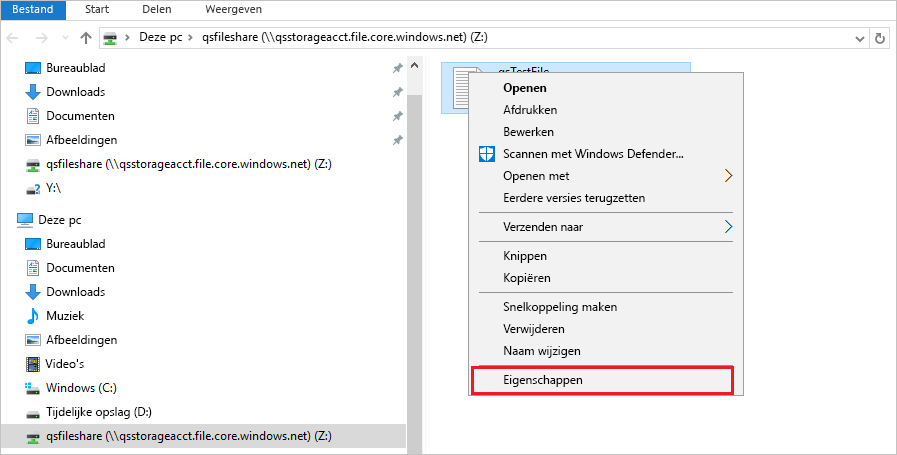 Bestand Start Delen Weergeven
Deze pc qsfileshare (\\qsstorageacct.file.core.windows.net) (Z:)
Bureaublad
Downloads
Documenten
Afbeeldingen
qsfileshare (\\qsstorageacct.file.core.windows.net) (Z:)
Y:\
Deze pc
Bureaublad
Documenten
Downloads
Muziek
Afbeeldingen
Video's
Windows (C:)
Tijdelijke opslag (D:)
qsfileshare (\\qsstorageacct.file.core.windows.net) (Z:)
qsTestFile
Openen
Afdrukken
Bewerken
Scannen met Windows Defender...
Openen met
Eerdere versies terugzetten
Verzenden naar
Knippen
Kopiëren
Snelkoppeling maken
Verwijderen
Naam wijzigen
Eigenschappen